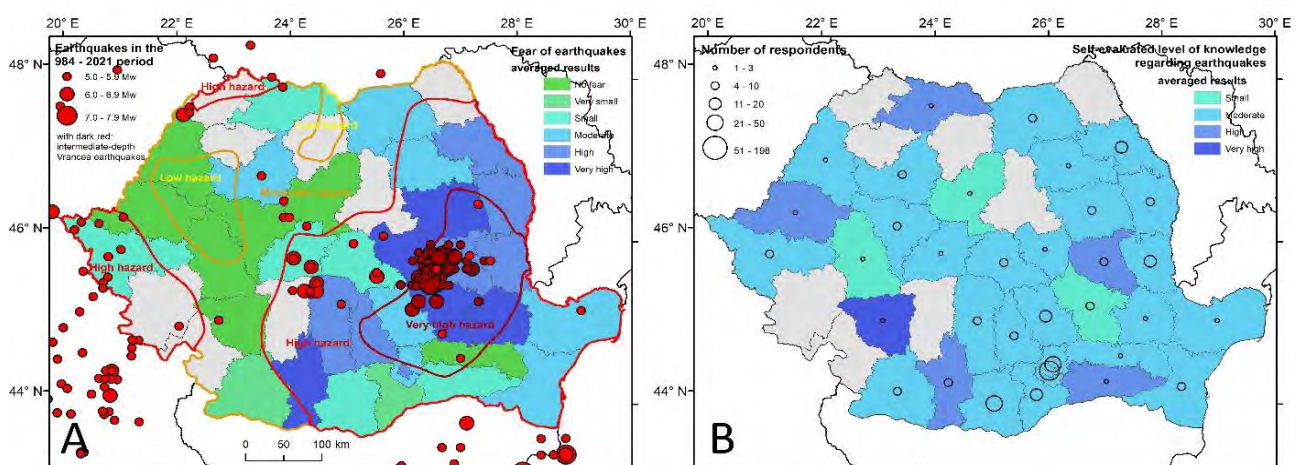 20° E 22° E 24° E 26° E 28° E 30° E
48° N
46° N
44° N
Earthquakes in the
984 - 2021 period
5.0 - 5.9 Mw
6.0 - 6.9 Mw
7.0 - 7.9 Mw
with dark red:
intermediate-depth
Vrancea earthquakes
Fear of earthquakes
averaged results
No fear
Very small
Small
Moderate
High
Very high
High hazard
Low hazard
High hazard
High hazard
Very high hazard
0 50 100 km
A
20° E 22° E 24° E 26° E 28° E 30° E
48° N
46° N
44° N
Number of respondents
1 - 3
4 - 10
11 - 20
21 - 50
51 - 198
Self-evaluated level of knowledge
regarding earthquakes
averaged results
Small
Moderate
High
Very high
B